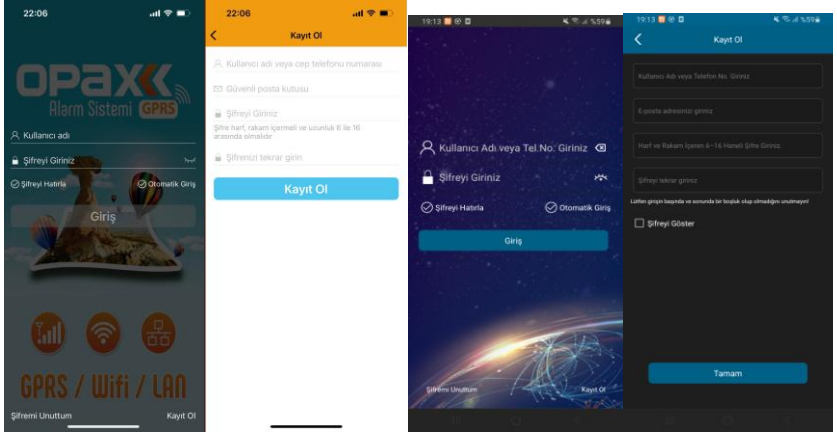 22:06
OPAX
Alarm Sistemi GPRS
Kullanıcı adı
Şifreyi Giriniz
Şifreyi Hatırla
Otomatik Giriş
Giriş
GPRS / Wifi / LAN
Şifremi Unuttum
Kayıt Ol
22:06
Kayıt Ol
Kullanıcı adı veya cep telefonu numarası
Güvenli posta kutusu
Şifreyi Giriniz
Şifre harf, rakam içermeli ve uzunluk 6 ile 16
arasında olmalıdır
Şifrenizi tekrar girin
Kayıt Ol
19:13
%59
Kullanıcı Adı veya Tel.No. Giriniz
Şifreyi Giriniz
Şifreyi Hatırla
Otomatik Giriş
Giriş
Şifremi Unuttum
Kayıt Ol
19:13
%59
Kayıt Ol
Kullanıcı Adı veya Telefon No. Giriniz
E-posta adresinizi giriniz
Harf ve Rakam İçeren 6-16 Haneli Şifre Giriniz.
Şifreyi tekrar giriniz
Lütfen girişin başında ve sonunda bir boşluk olup olmadığını unutmayın!
Şifreyi Göster
Tamam